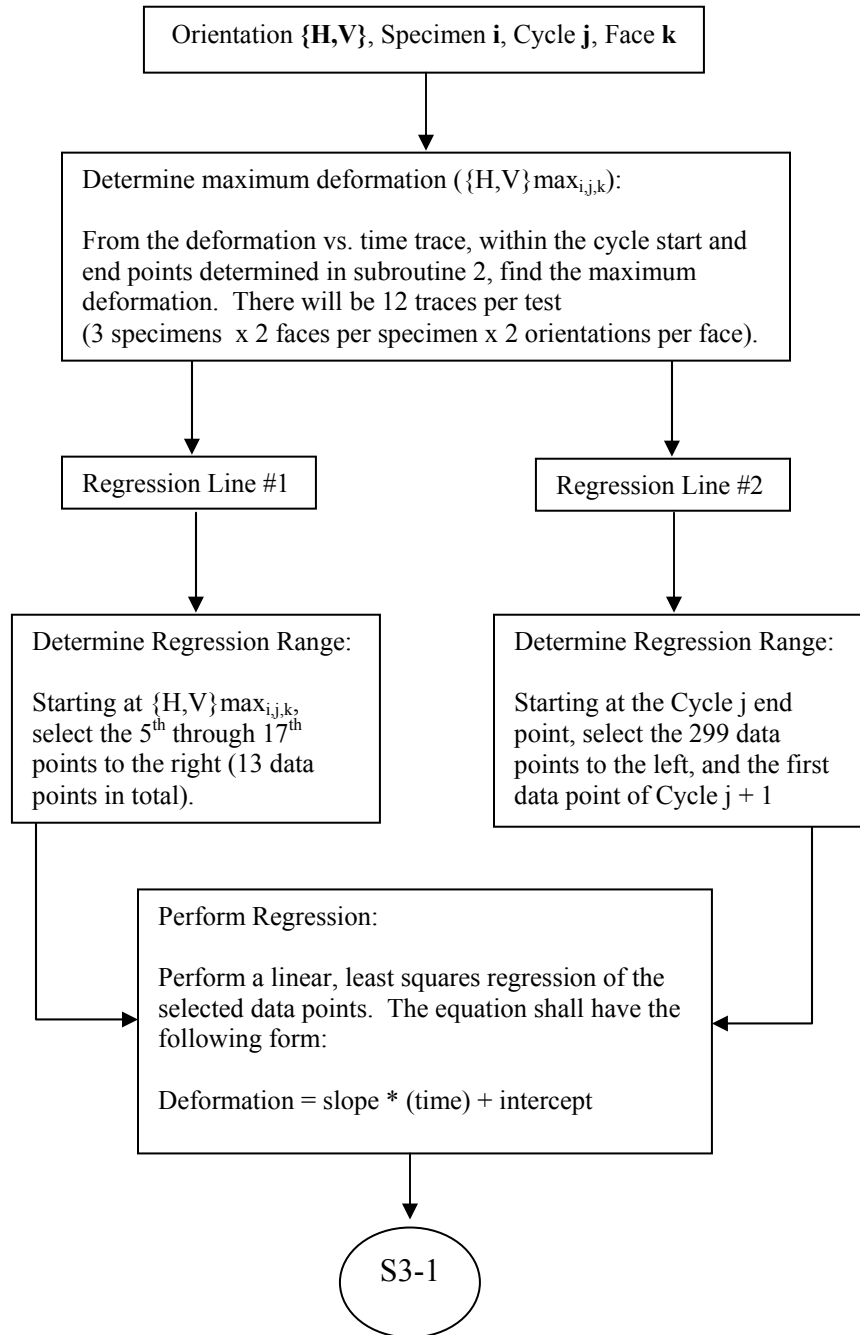 Orientation {H,V}, Specimen i, Cycle j, Face k
Determine maximum deformation ({H,V}max_{i,j,k}):
From the deformation vs. time trace, within the cycle start and
end points determined in subroutine 2, find the maximum
deformation.  There will be 12 traces per test
(3 specimens  x 2 faces per specimen x 2 orientations per face).
Regression Line #1
Regression Line #2
Determine Regression Range:
Starting at {H,V}max_{i,j,k},
select the 5th through 17th
points to the right (13 data
points in total).
Determine Regression Range:
Starting at the Cycle j end
point, select the 299 data
points to the left, and the first
data point of Cycle j + 1
Perform Regression:
Perform a linear, least squares regression of the
selected data points.  The equation shall have the
following form:
Deformation = slope * (time) + intercept
S3-1